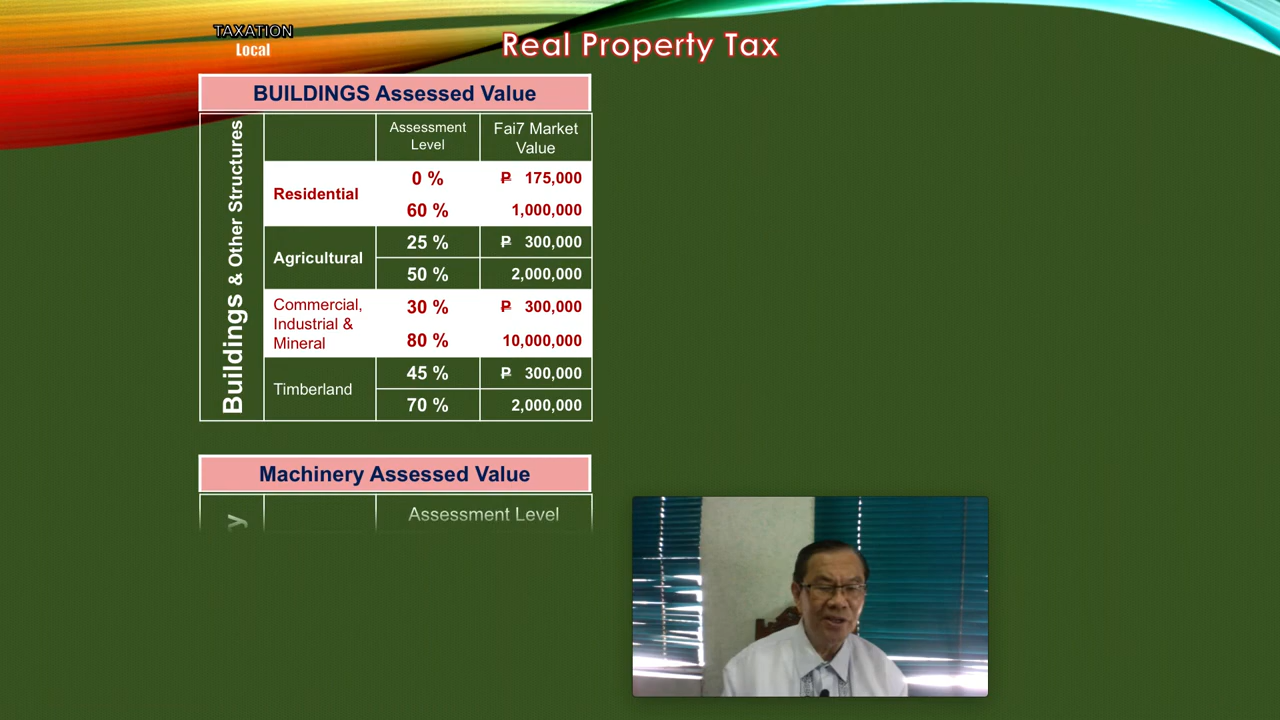 TAXATION
Local
Real Property Tax
BUILDINGS Assessed Value
Buildings & Other Structures
Assessment
Level
Fai7 Market
Value
Residential
0 %
₱ 175,000
60 %
1,000,000
Agricultural
25 %
₱ 300,000
50 %
2,000,000
Commercial,
Industrial &
Mineral
30 %
₱ 300,000
80 %
10,000,000
Timberland
45 %
₱ 300,000
70 %
2,000,000
Machinery Assessed Value
y
Assessment Level